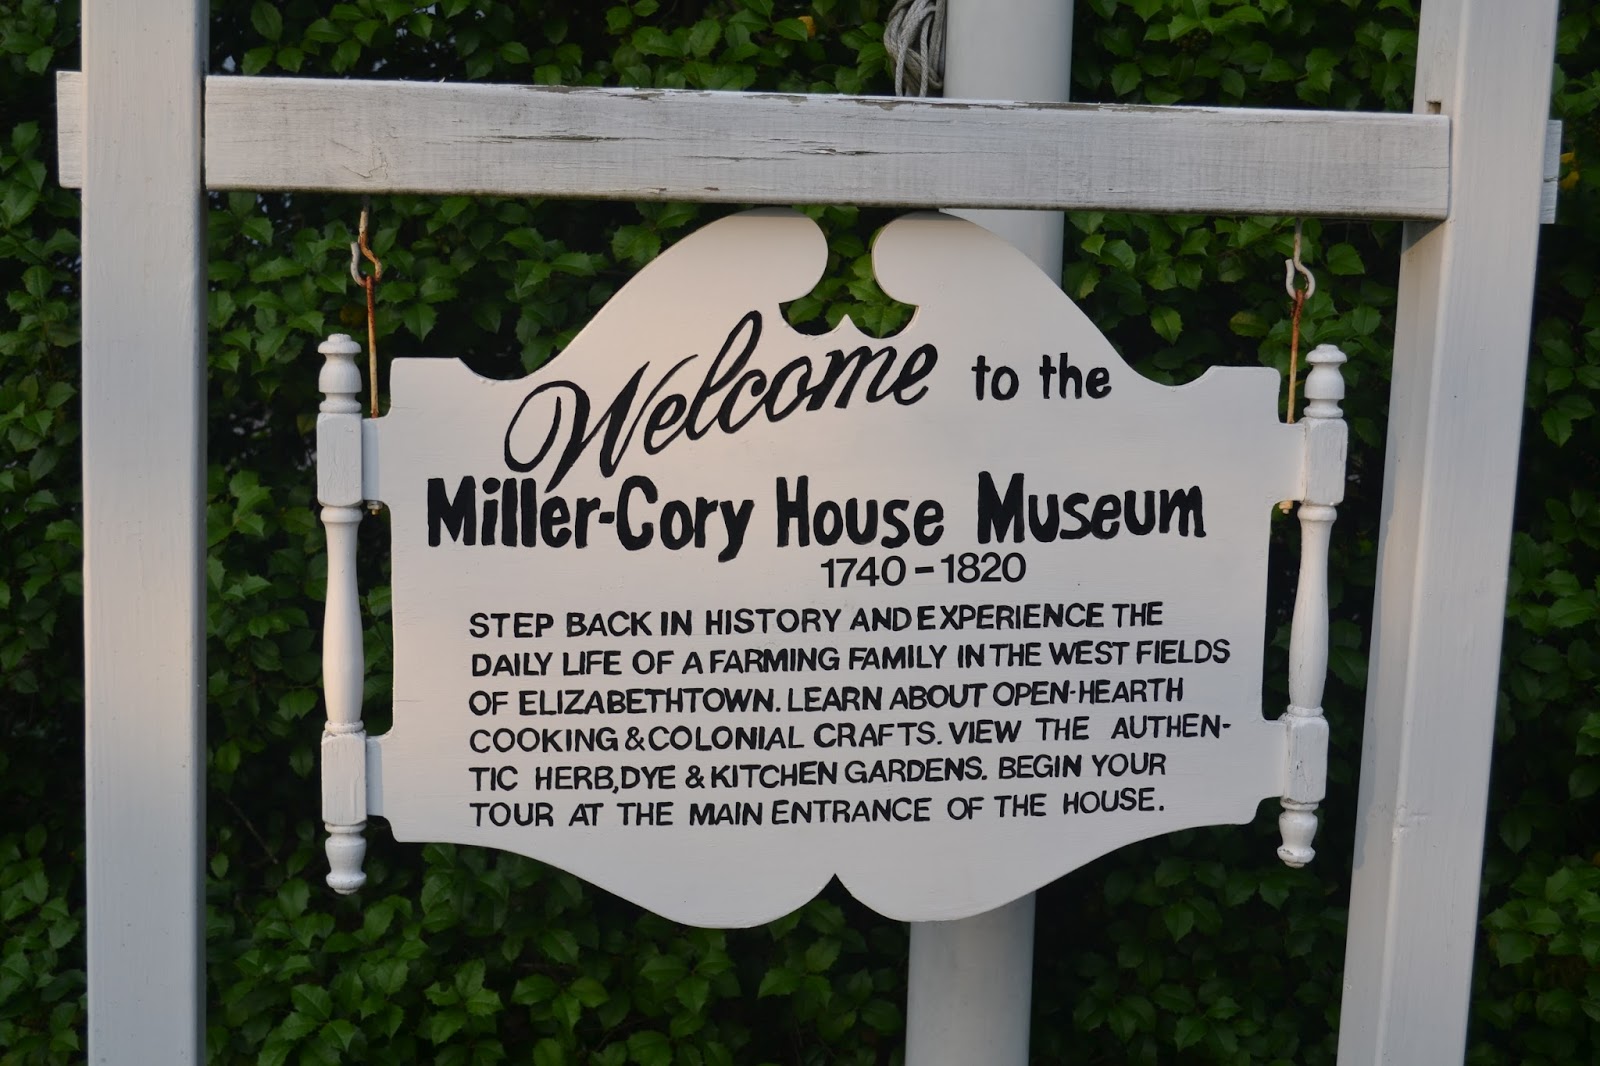 Welcome to the
Miller-Cory House Museum
1740-1820
STEP BACK IN HISTORY AND EXPERIENCE THE
DAILY LIFE OF A FARMING FAMILY IN THE WEST FIELDS
OF ELIZABETHTOWN. LEARN ABOUT OPEN-HEARTH
COOKING & COLONIAL CRAFTS. VIEW THE AUTHEN-
TIC HERB, DYE & KITCHEN GARDENS. BEGIN YOUR
TOUR AT THE MAIN ENTRANCE OF THE HOUSE.